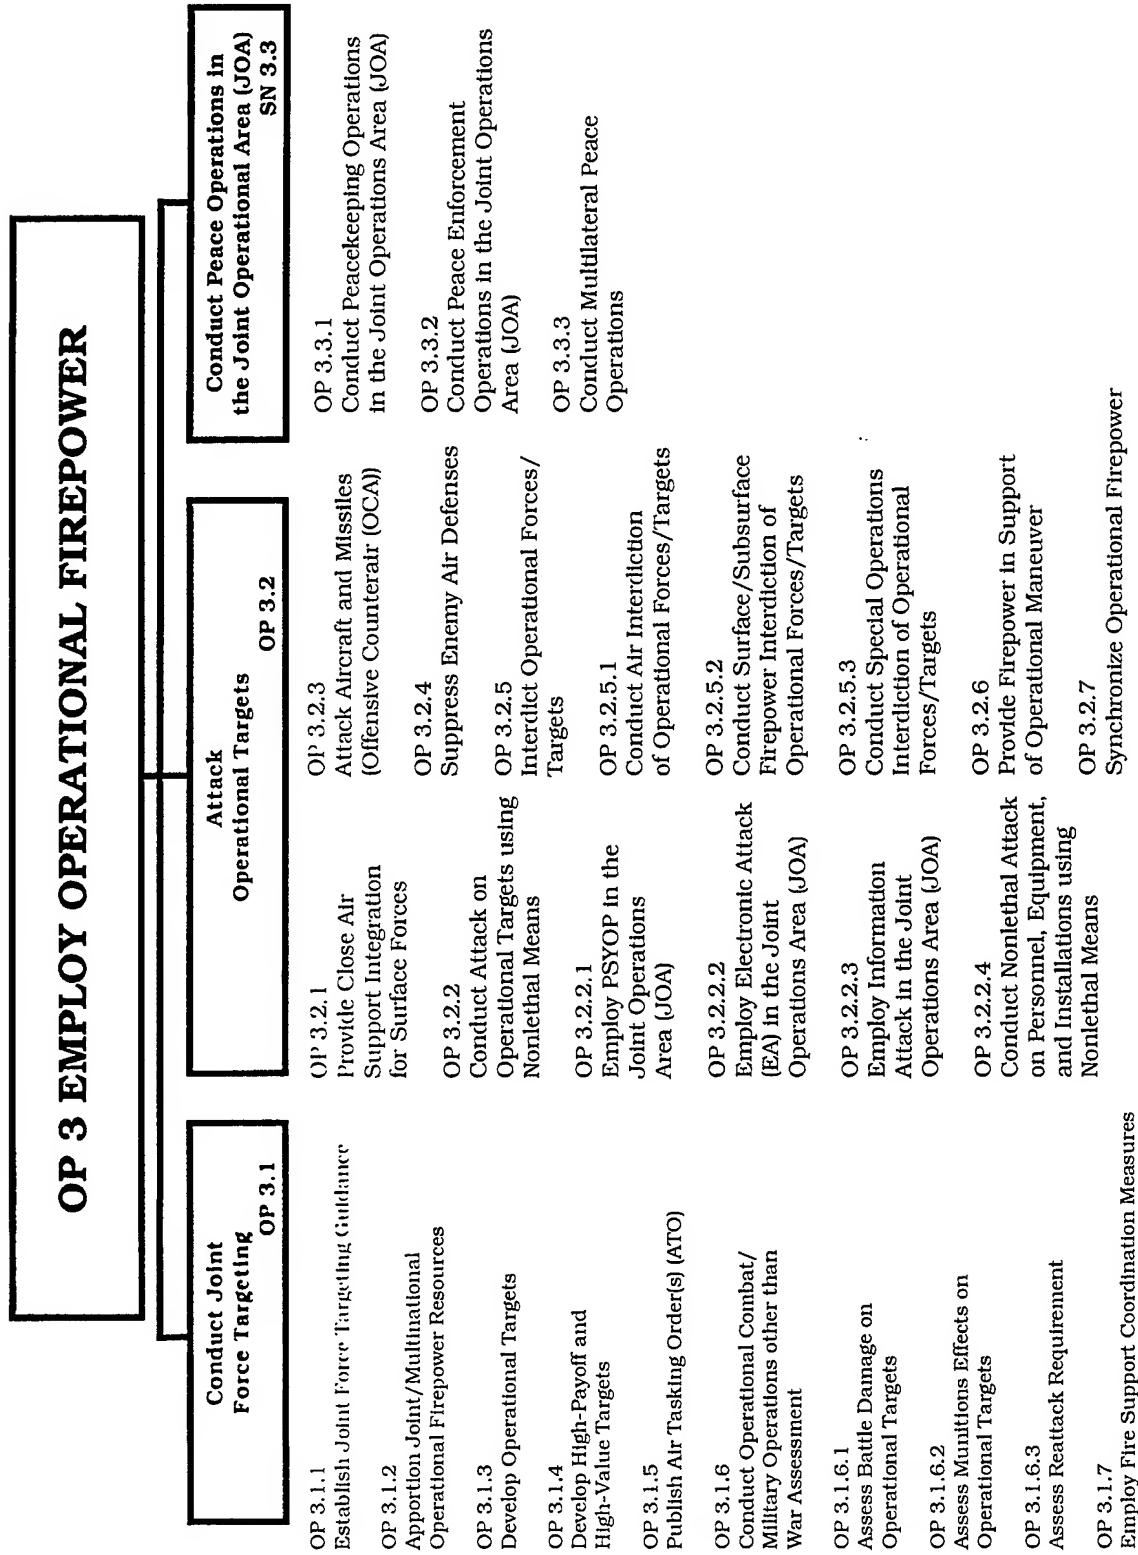 OP 3 EMPLOY OPERATIONAL FIREPOWER
Conduct Joint
Force Targeting
OP 3.1
OP 3.1.1
Establish Joint Force Targeting Guidance
OP 3.1.2
Apportion Joint/Multinational
Operational Firepower Resources
OP 3.1.3
Develop Operational Targets
OP 3.1.4
Develop High-Payoff and
High-Value Targets
OP 3.1.5
Publish Air Tasking Order(s) (ATO)
OP 3.1.6
Conduct Operational Combat/
Military Operations other than
War Assessment
OP 3.1.6.1
Assess Battle Damage on
Operational Targets
OP 3.1.6.2
Assess Munitions Effects on
Operational Targets
OP 3.1.6.3
Assess Reattack Requirement
OP 3.1.7
Employ Fire Support Coordination Measures
Attack
Operational Targets
OP 3.2
OP 3.2.1
Provide Close Air
Support Integration
for Surface Forces
OP 3.2.2
Conduct Attack on
Operational Targets using
Nonlethal Means
OP 3.2.2.1
Employ PSYOP in the
Joint Operations
Area (JOA)
OP 3.2.2.2
Employ Electronic Attack
(EA) in the Joint
Operations Area (JOA)
OP 3.2.2.3
Employ Information
Attack in the Joint
Operations Area (JOA)
OP 3.2.2.4
Conduct Nonlethal Attack
on Personnel, Equipment,
and Installations using
Nonlethal Means
OP 3.2.3
Attack Aircraft and Missiles
(Offensive Counterair (OCA))
OP 3.2.4
Suppress Enemy Air Defenses
OP 3.2.5
Interdict Operational Forces/
Targets
OP 3.2.5.1
Conduct Air Interdiction
of Operational Forces/Targets
OP 3.2.5.2
Conduct Surface/Subsurface
Firepower Interdiction of
Operational Forces/Targets
OP 3.2.5.3
Conduct Special Operations
Interdiction of Operational
Forces/Targets
OP 3.2.6
Provide Firepower in Support
of Operational Maneuver
OP 3.2.7
Synchronize Operational Firepower
Conduct Peace Operations in
the Joint Operational Area (JOA)
SN 3.3
OP 3.3.1
Conduct Peacekeeping Operations
in the Joint Operations Area (JOA)
OP 3.3.2
Conduct Peace Enforcement
Operations in the Joint Operations
Area (JOA)
OP 3.3.3
Conduct Multilateral Peace
Operations